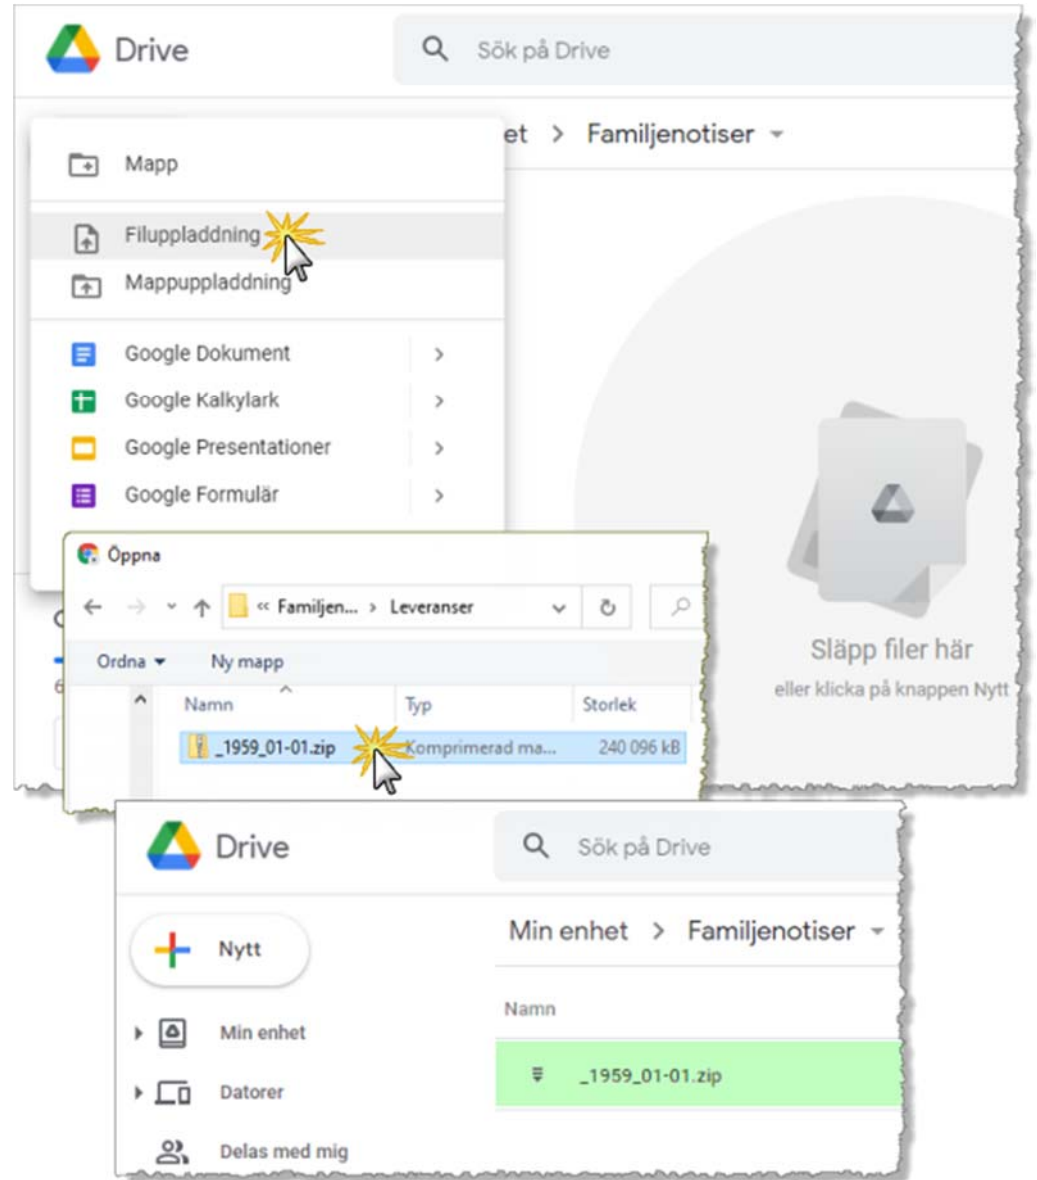 Drive
Sök på Drive
et > Familjenotiser
Mapp
Filuppladdning
Mappuppladdning
Google Dokument
Google Kalkylark
Google Presentationer
Google Formulär
Släpp filer här
eller klicka på knappen Nytt
Öppna
« Familjen... > Leveranser
Ordna Ny mapp
Namn Typ Storlek
_1959_01-01.zip Komprimerad ma... 240 096 kB
Drive
Sök på Drive
Nytt
Min enhet > Familjenotiser
Namn
_1959_01-01.zip
Min enhet
Datorer
Delas med mig